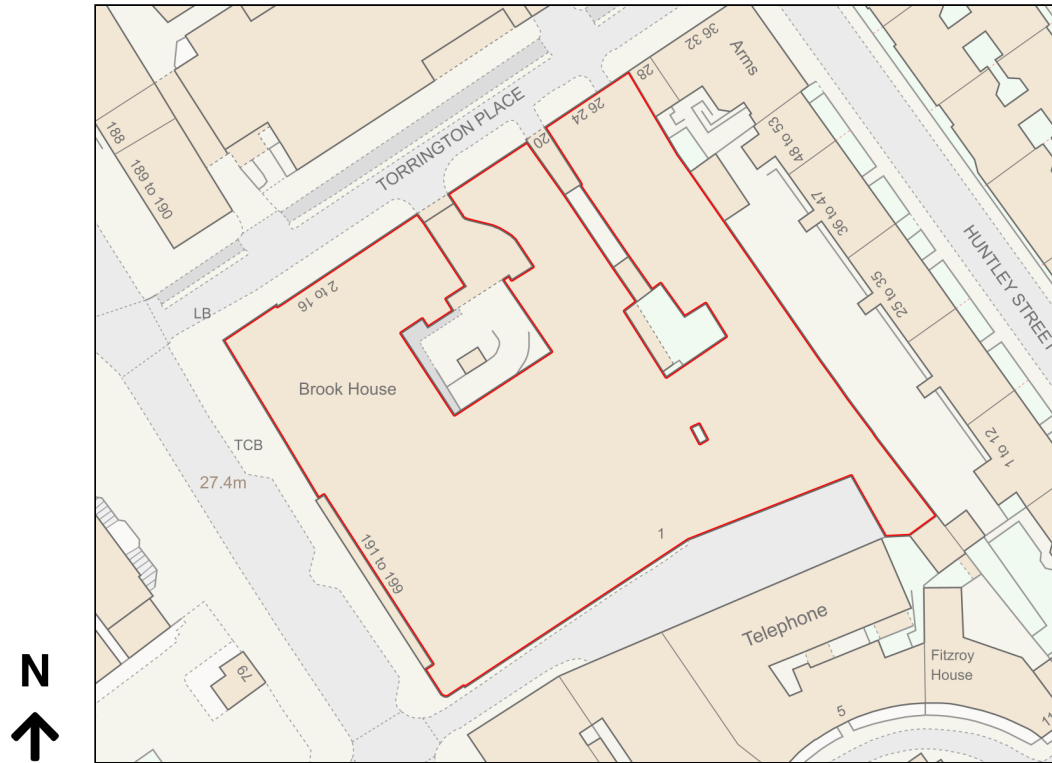 36 32
Arms
28
26 24
TORRINGTON PLACE
20
188
189 to 190
48 to 53
36 to 47
HUNTLEY STREET
25 to 35
2 to 16
LB
Brook House
TCB
27.4m
1 to 12
191 to 199
1
Telephone
Fitzroy
House
79
5
11
N